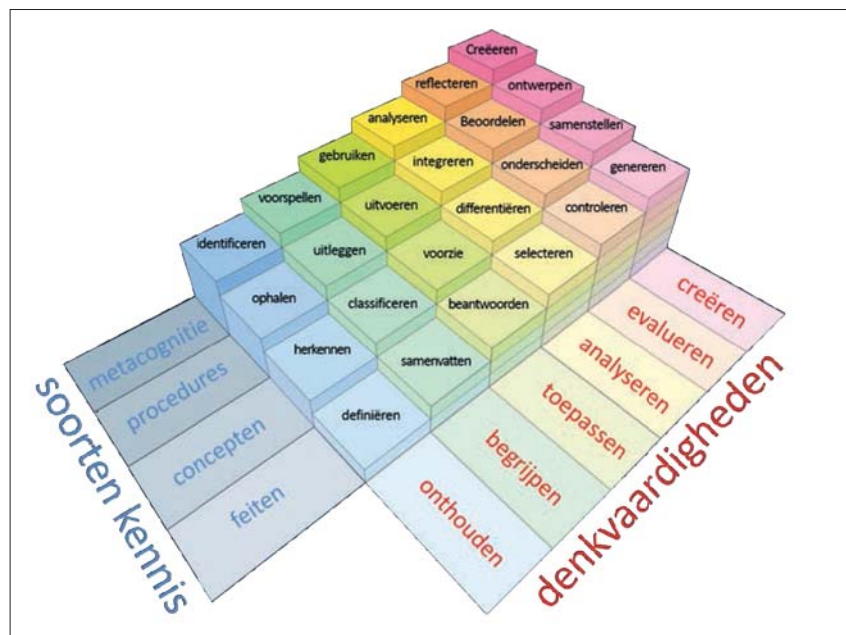 Creëeren
reflecteren
ontwerpen
analyseren
Beoordelen
samenstellen
gebruiken
integreren
onderscheiden
genereren
voorspellen
uitvoeren
differentiëren
controleren
identificeren
uitleggen
voorzie
selecteren
ophalen
classificeren
beantwoorden
herkennen
samenvatten
definiëren
metacognitie
procedures
concepten
feiten
soorten kennis
creëren
evalueren
analyseren
toepassen
begrijpen
onthouden
denkvaardigheden